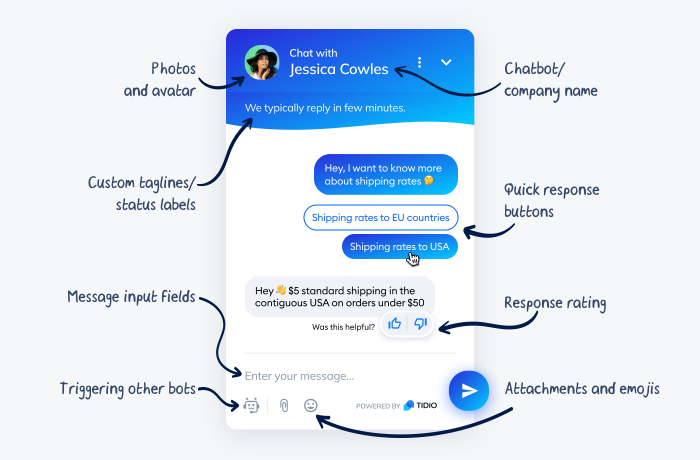 Photos
and avatar
Chat with
Jessica Cowles
Chatbot/
company name
We typically reply in few minutes.
Custom taglines/
status labels
Hey, I want to know more
about shipping rates 🤔
Shipping rates to EU countries
Shipping rates to USA
Quick response
buttons
Message input fields
Hey 👋 $5 standard shipping in the
contiguous USA on orders under $50
Was this helpful?
Response rating
Enter your message...
Triggering other bots
POWERED BY TIDIO
Attachments and emojis